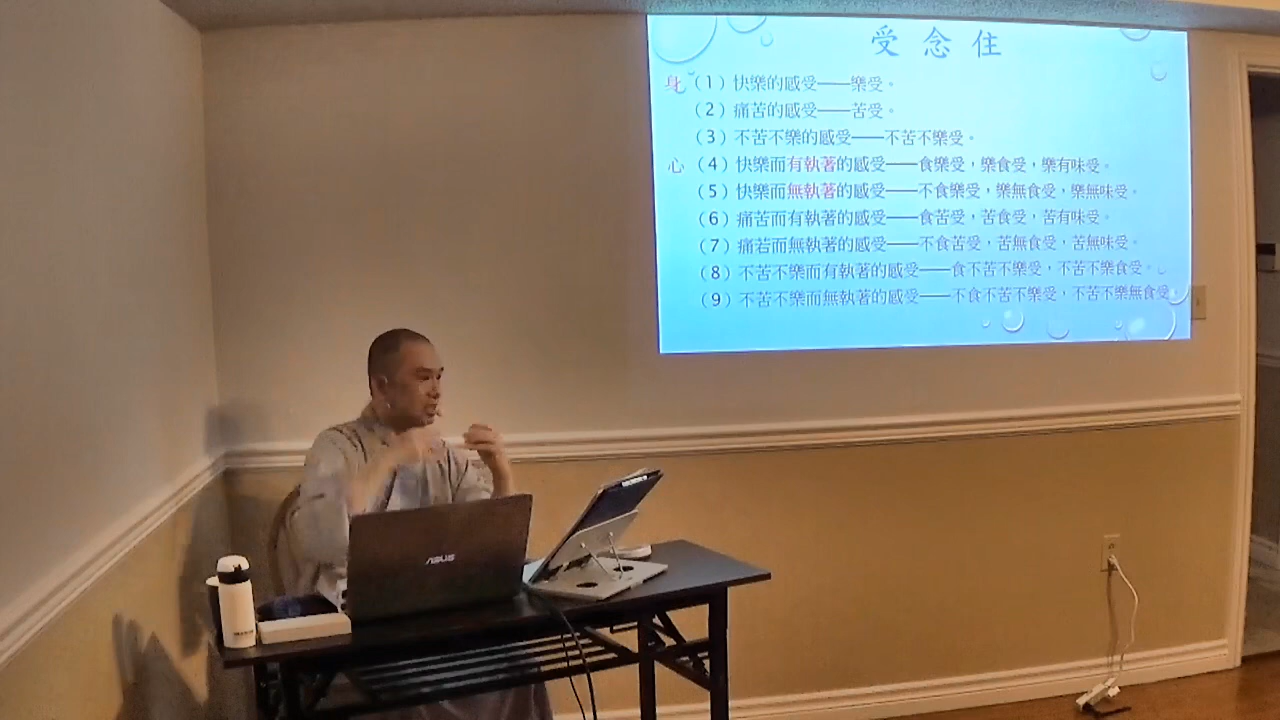 受念住
身（1）快樂的感受——樂受。
（2）痛苦的感受——苦受。
（3）不苦不樂的感受——不苦不樂受。
心（4）快樂而有執著的感受——食樂受，樂食受，樂有味受。
（5）快樂而無執著的感受——不食樂受，樂無食受，樂無味受。
（6）痛苦而有執著的感受——食苦受，苦食受，苦有味受。
（7）痛若而無執著的感受——不食苦受，苦無食受，苦無味受。
（8）不苦不樂而有執著的感受——食不苦不樂受，不苦不樂食受。
（9）不苦不樂而無執著的感受——不食不苦不樂受，不苦不樂無食受。
ASUS